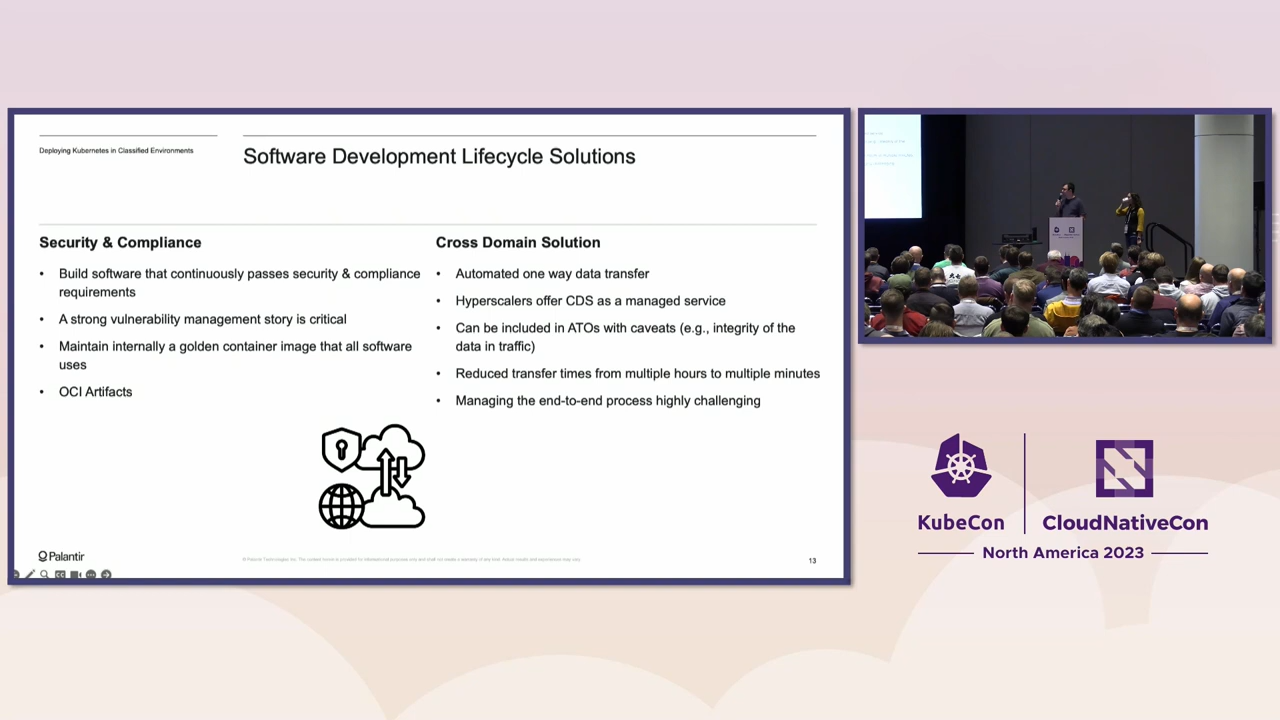 Deploying Kubernetes in Classified Environments
Software Development Lifecycle Solutions
Security & Compliance
• Build software that continuously passes security & compliance
requirements
• A strong vulnerability management story is critical
• Maintain internally a golden container image that all software
uses
• OCI Artifacts
Cross Domain Solution
• Automated one way data transfer
• Hyperscalers offer CDS as a managed service
• Can be included in ATOs with caveats (e.g., integrity of the
data in traffic)
• Reduced transfer times from multiple hours to multiple minutes
• Managing the end-to-end process highly challenging
Palantir
13
KubeCon
CloudNativeCon
North America 2023